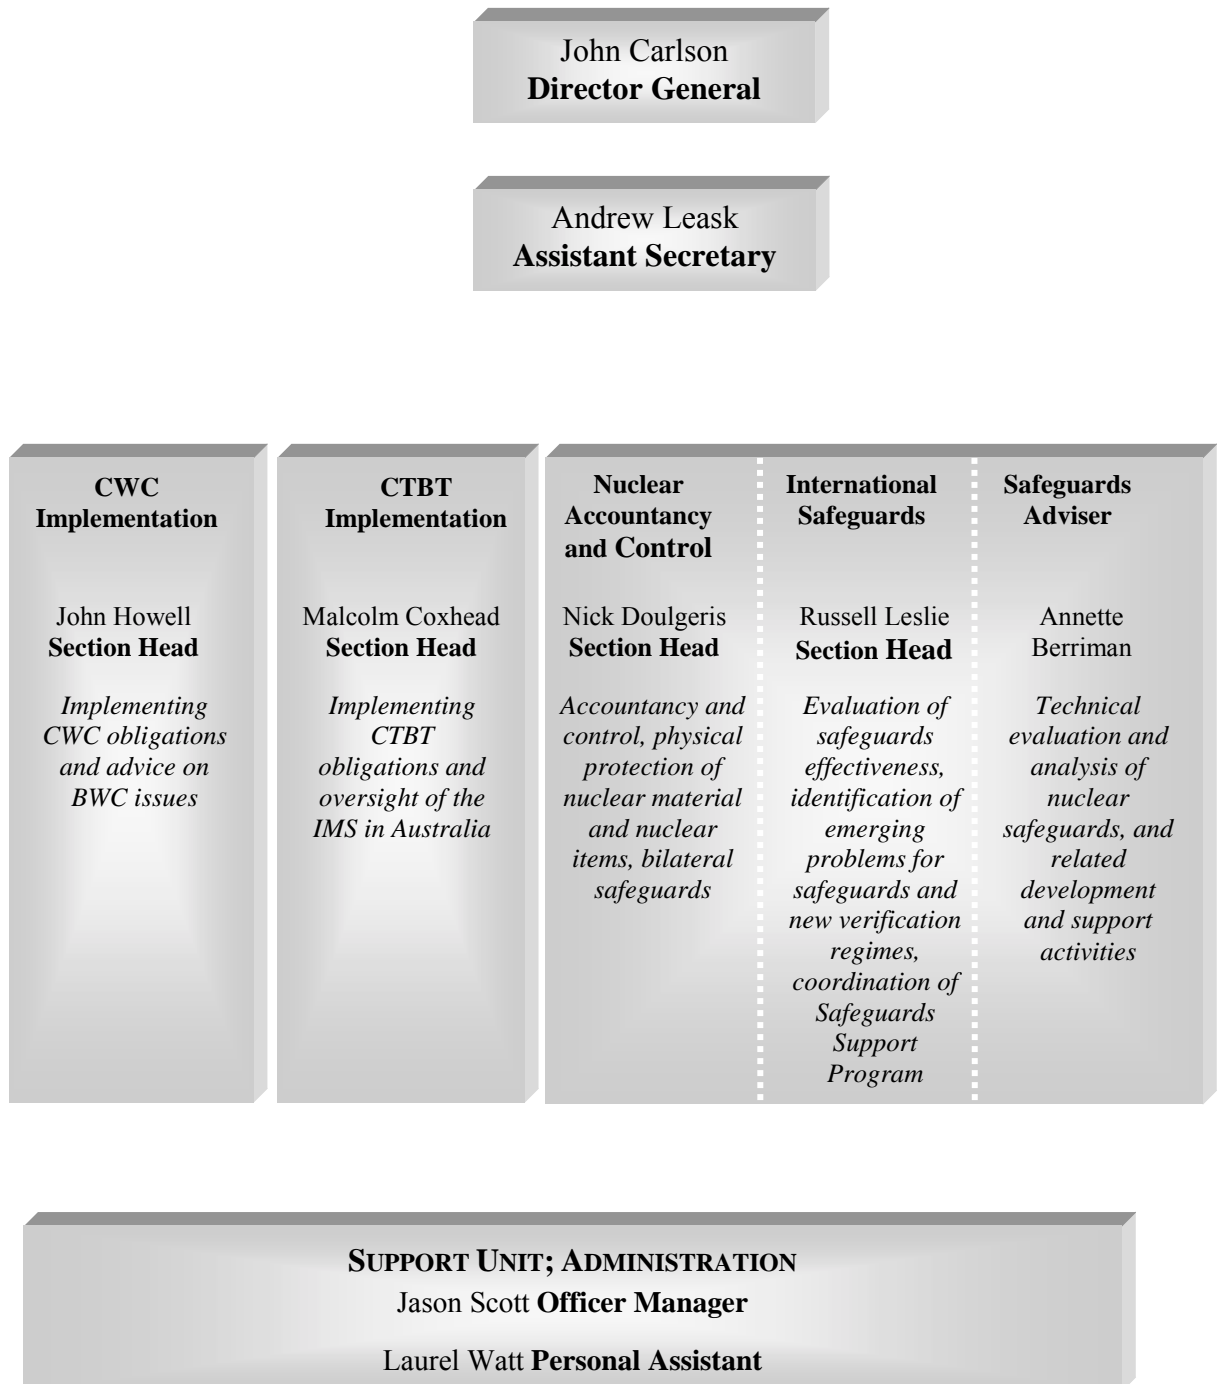 John Carlson
Director General
Andrew Leask
Assistant Secretary
CWC
Implementation
John Howell
Section Head
Implementing
CWC obligations
and advice on
BWC issues
CTBT
Implementation
Malcolm Coxhead
Section Head
Implementing
CTBT
obligations and
oversight of the
IMS in Australia
Nuclear
Accountancy
and Control
Nick Doulgeris
Section Head
Accountancy and
control, physical
protection of
nuclear material
and nuclear
items, bilateral
safeguards
International
Safeguards
Russell Leslie
Section Head
Evaluation of
safeguards
effectiveness,
identification of
emerging
problems for
safeguards and
new verification
regimes,
coordination of
Safeguards
Support
Program
Safeguards
Adviser
Annette
Berriman
Technical
evaluation and
analysis of
nuclear
safeguards, and
related
development
and support
activities
SUPPORT UNIT; ADMINISTRATION
Jason Scott Officer Manager
Laurel Watt Personal Assistant